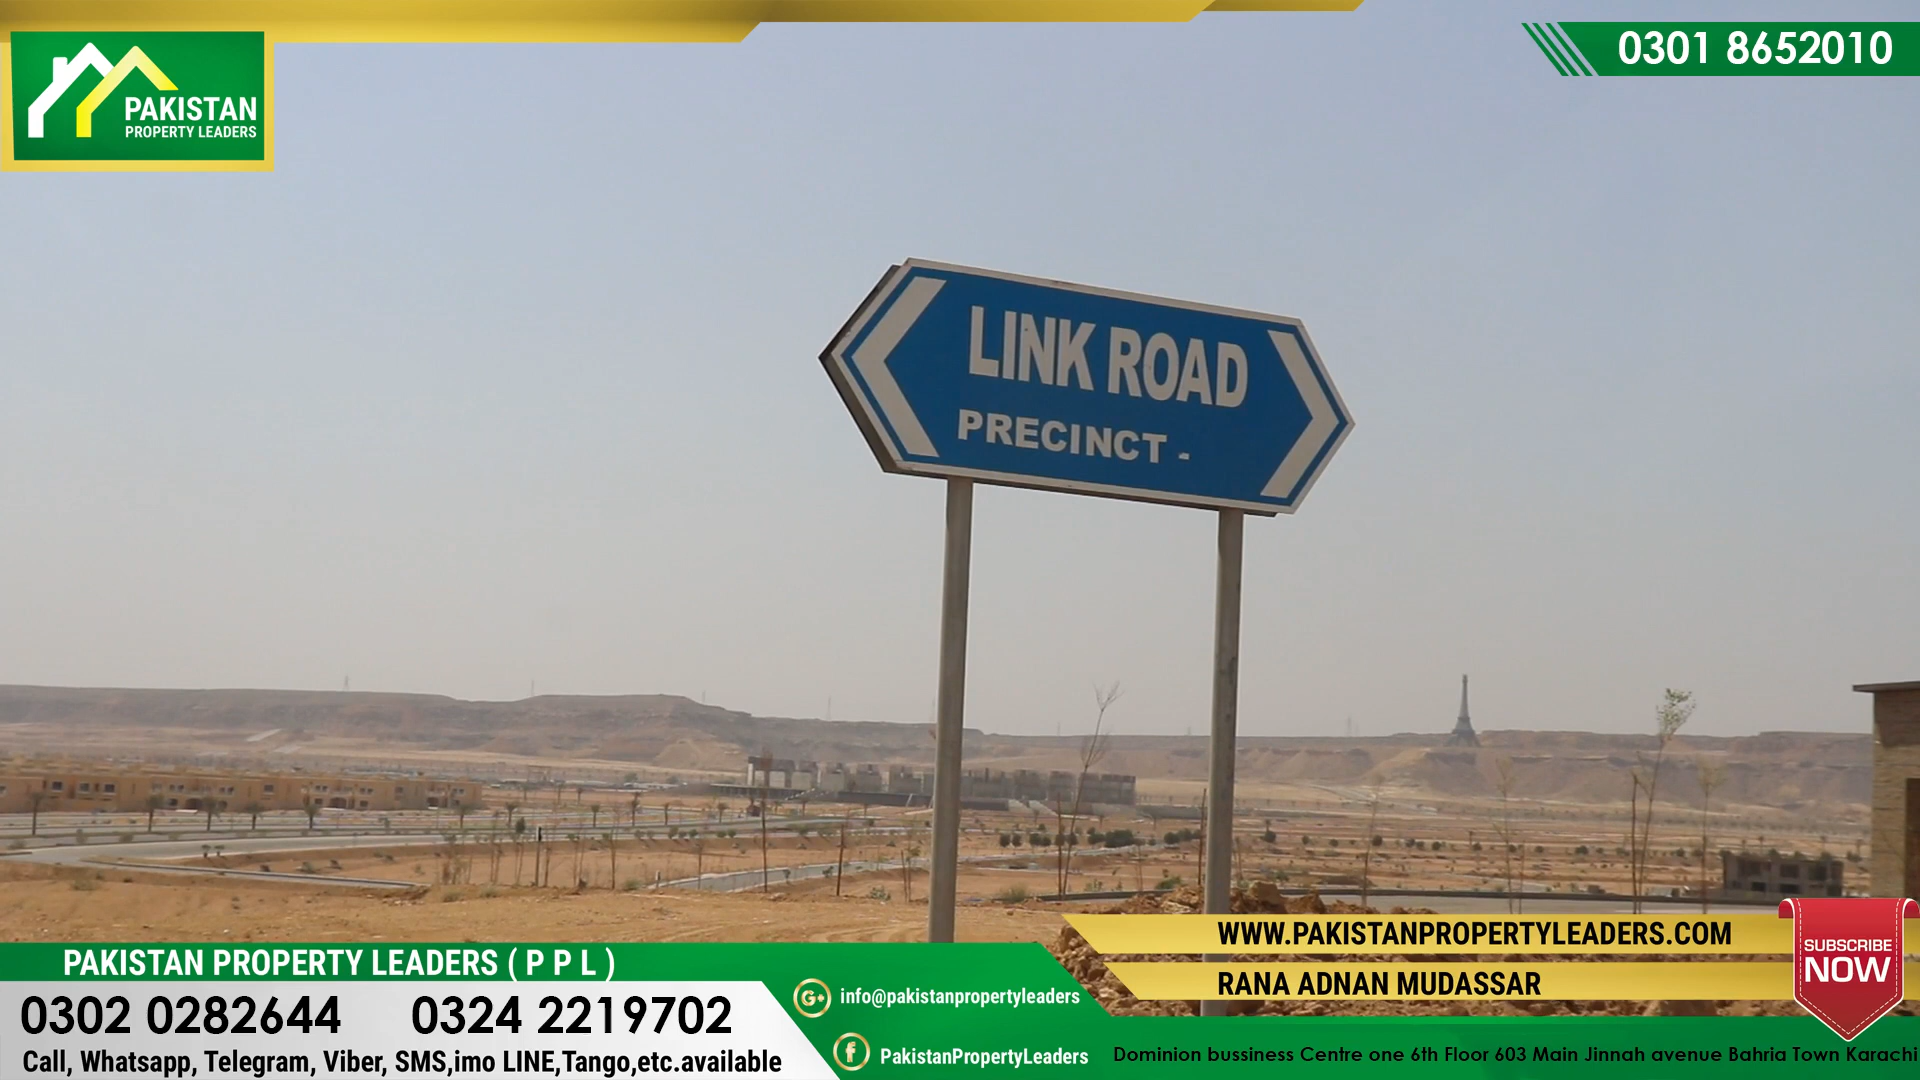 PAKISTAN
PROPERTY LEADERS
0301 8652010
LINK ROAD
PRECINCT -
WWW.PAKISTANPROPERTYLEADERS.COM
RANA ADNAN MUDASSAR
SUBSCRIBE
NOW
PAKISTAN PROPERTY LEADERS ( P P L )
0302 0282644 0324 2219702
Call, Whatsapp, Telegram, Viber, SMS,imo LINE,Tango,etc.available
G+ info@pakistanpropertyleaders
f PakistanPropertyLeaders
Dominion bussiness Centre one 6th Floor 603 Main Jinnah avenue Bahria Town Karachi